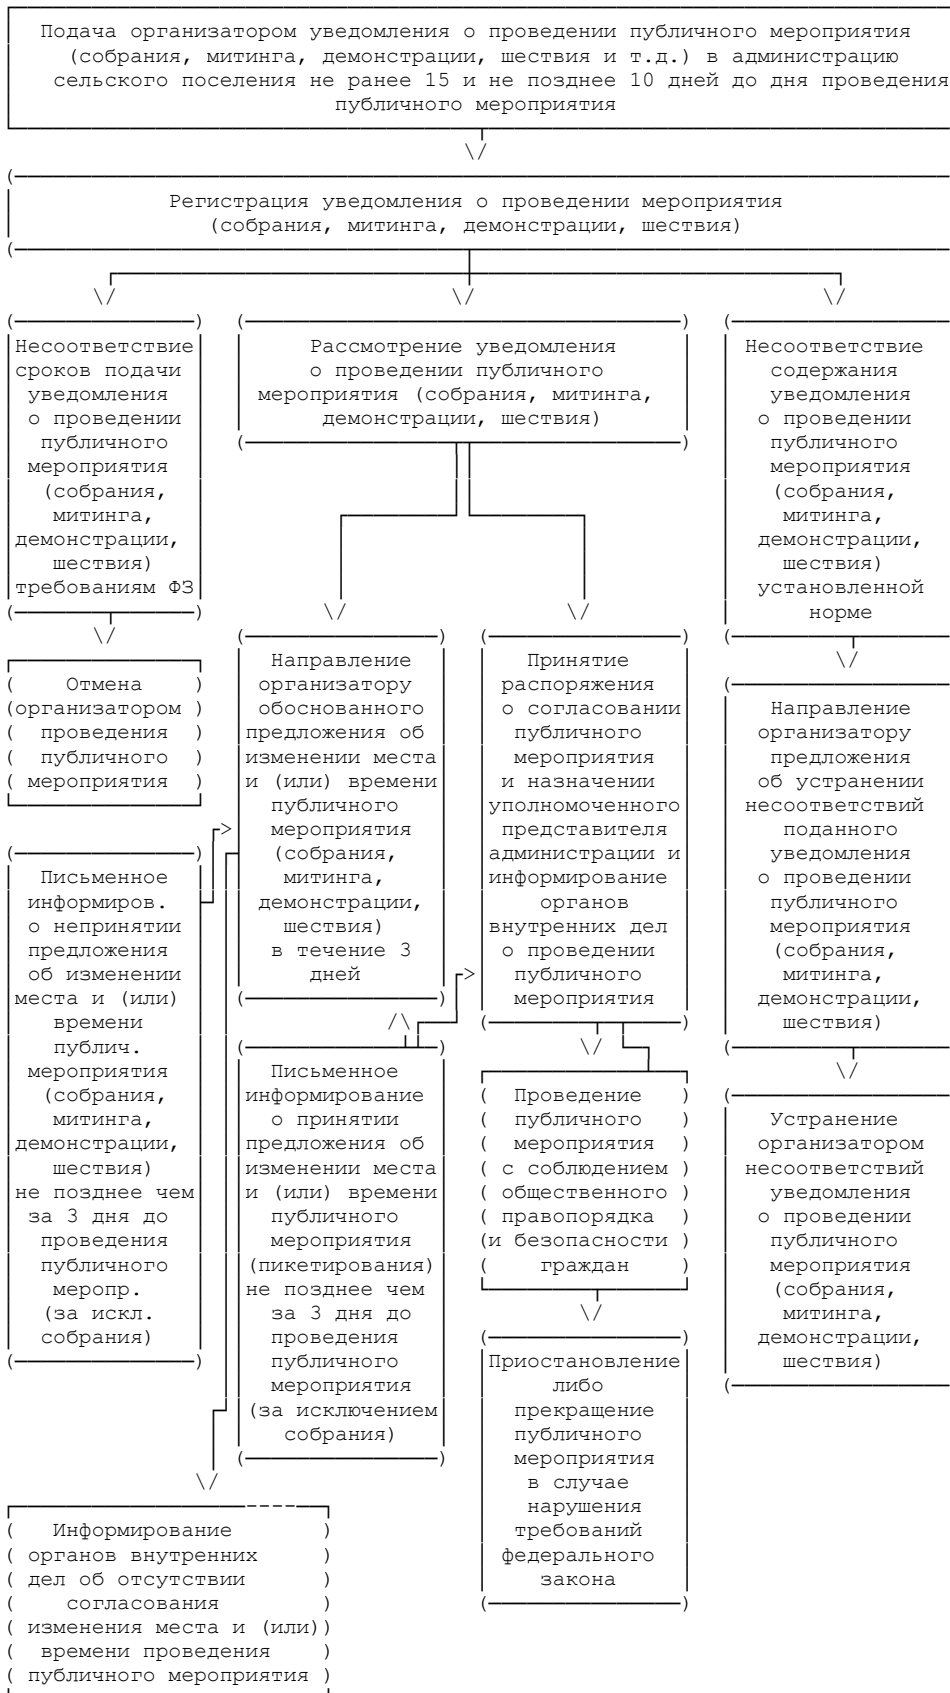 Подача организатором уведомления о проведении публичного мероприятия
(собрания, митинга, демонстрации, шествия и т.д.) в администрацию
сельского поселения не ранее 15 и не позднее 10 дней до дня проведения
публичного мероприятия
Регистрация уведомления о проведении мероприятия
(собрания, митинга, демонстрации, шествия)
Несоответствие
сроков подачи
уведомления
о проведении
публичного
мероприятия
(собрания,
митинга,
демонстрации,
шествия)
требованиям ФЗ
Рассмотрение уведомления
о проведении публичного
мероприятия (собрания, митинга,
демонстрации, шествия)
Несоответствие
содержания
уведомления
о проведении
публичного
мероприятия
(собрания,
митинга,
демонстрации,
шествия)
установленной
норме
Отмена
организатором
проведения
публичного
мероприятия
Направление
организатору
обоснованного
предложения об
изменении места
и (или) времени
публичного
мероприятия
(собрания,
митинга,
демонстрации,
шествия)
в течение 3
дней
Принятие
распоряжения
о согласовании
публичного
мероприятия
и назначении
уполномоченного
представителя
администрации и
информирование
органов
внутренних дел
о проведении
публичного
мероприятия
Направление
организатору
предложения
об устранении
несоответствий
поданного
уведомления
о проведении
публичного
мероприятия
(собрания,
митинга,
демонстрации,
шествия)
Письменное
информиров.
о непринятии
предложения
об изменении
места и (или)
времени
публич.
мероприятия
(собрания,
митинга,
демонстрации,
шествия)
не позднее чем
за 3 дня до
проведения
публичного
меропр.
(за искл.
собрания)
Письменное
информирование
о принятии
предложения об
изменении места
и (или) времени
публичного
мероприятия
(пикетирования)
не позднее чем
за 3 дня до
проведения
публичного
мероприятия
(за исключением
собрания)
Проведение
публичного
мероприятия
с соблюдением
общественного
правопорядка
и безопасности
граждан
Устранение
организатором
несоответствий
уведомления
о проведении
публичного
мероприятия
(собрания,
митинга,
демонстрации,
шествия)
Приостановление
либо
прекращение
публичного
мероприятия
в случае
нарушения
требований
федерального
закона
Информирование
органов внутренних
дел об отсутствии
согласования
изменения места и (или)
времени проведения
публичного мероприятия